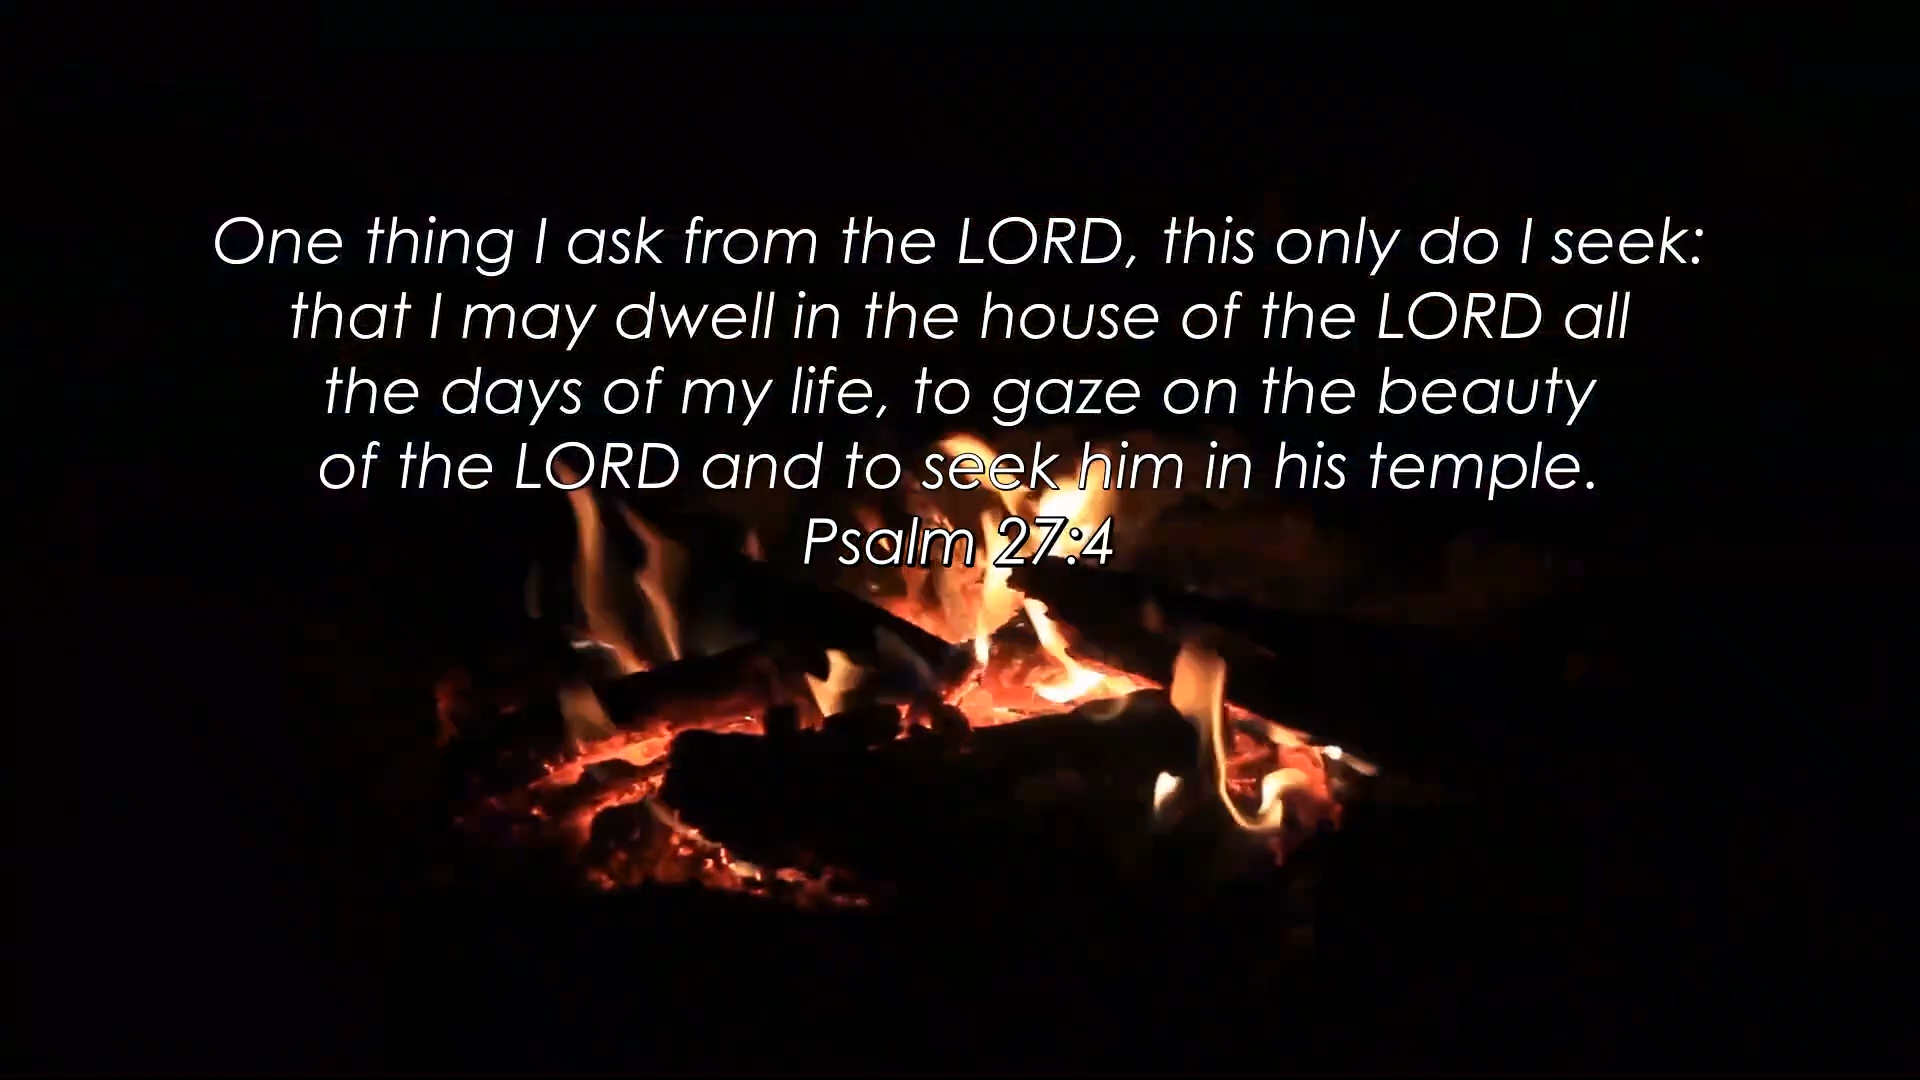 One thing I ask from the LORD, this only do I seek:
that I may dwell in the house of the LORD all
the days of my life, to gaze on the beauty
of the LORD and to seek him in his temple.
Psalm 27:4